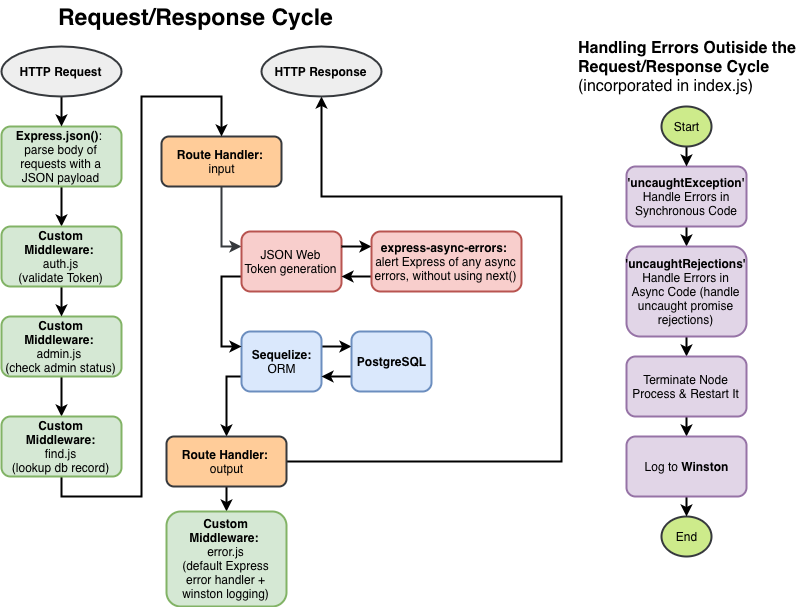 Request/Response Cycle
HTTP Request
Express.json():
parse body of
requests with a
JSON payload
Custom
Middleware:
auth.js
(validate Token)
Custom
Middleware:
admin.js
(check admin status)
Custom
Middleware:
find.js
(lookup db record)
HTTP Response
Route Handler:
input
JSON Web
Token generation
express-async-errors:
alert Express of any async
errors, without using next()
Sequelize:
ORM
PostgreSQL
Route Handler:
output
Custom
Middleware:
error.js
(default Express
error handler +
winston logging)
Handling Errors Outiside the
Request/Response Cycle
(incorporated in index.js)
Start
'uncaughtException'
Handle Errors in
Synchronous Code
'uncaughtRejections'
Handle Errors in
Async Code (handle
uncaught promise
rejections)
Terminate Node
Process & Restart It
Log to Winston
End